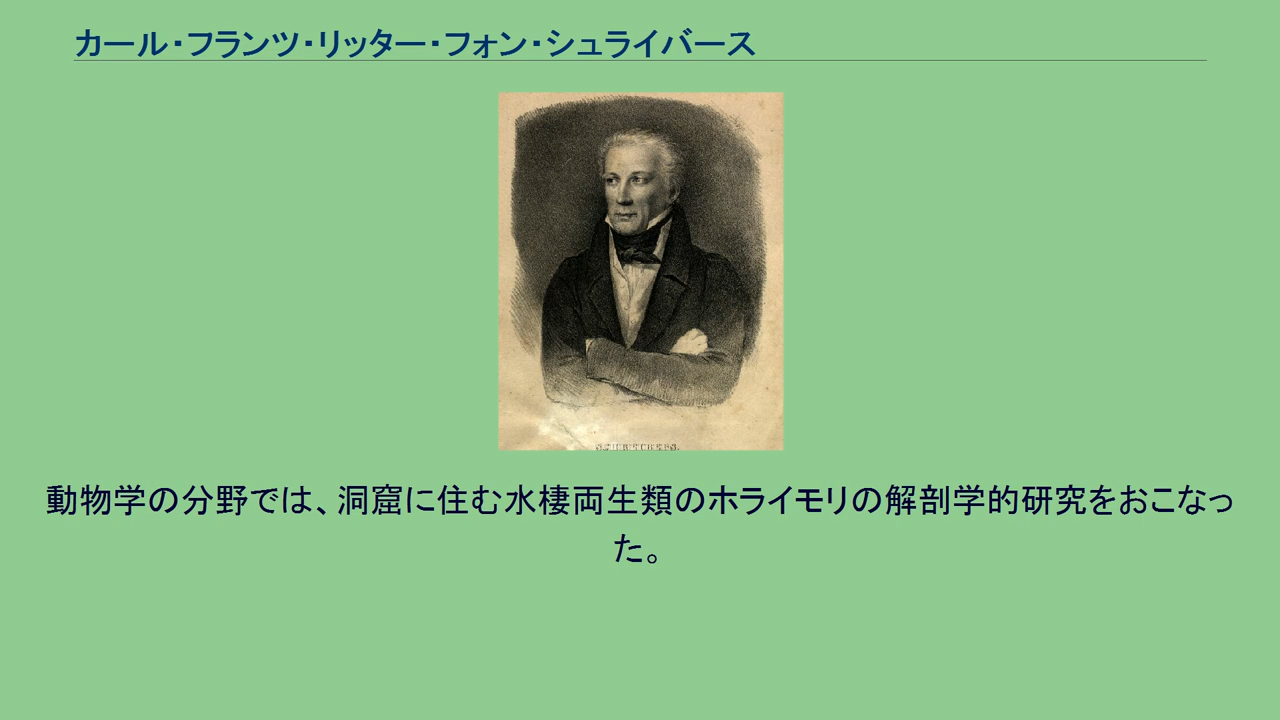 カール・フランツ・リッター・フォン・シュライバース
SCHREIBERS.
動物学の分野では、洞窟に住む水棲両生類のホライモリの解剖学的研究をおこなっ
た。